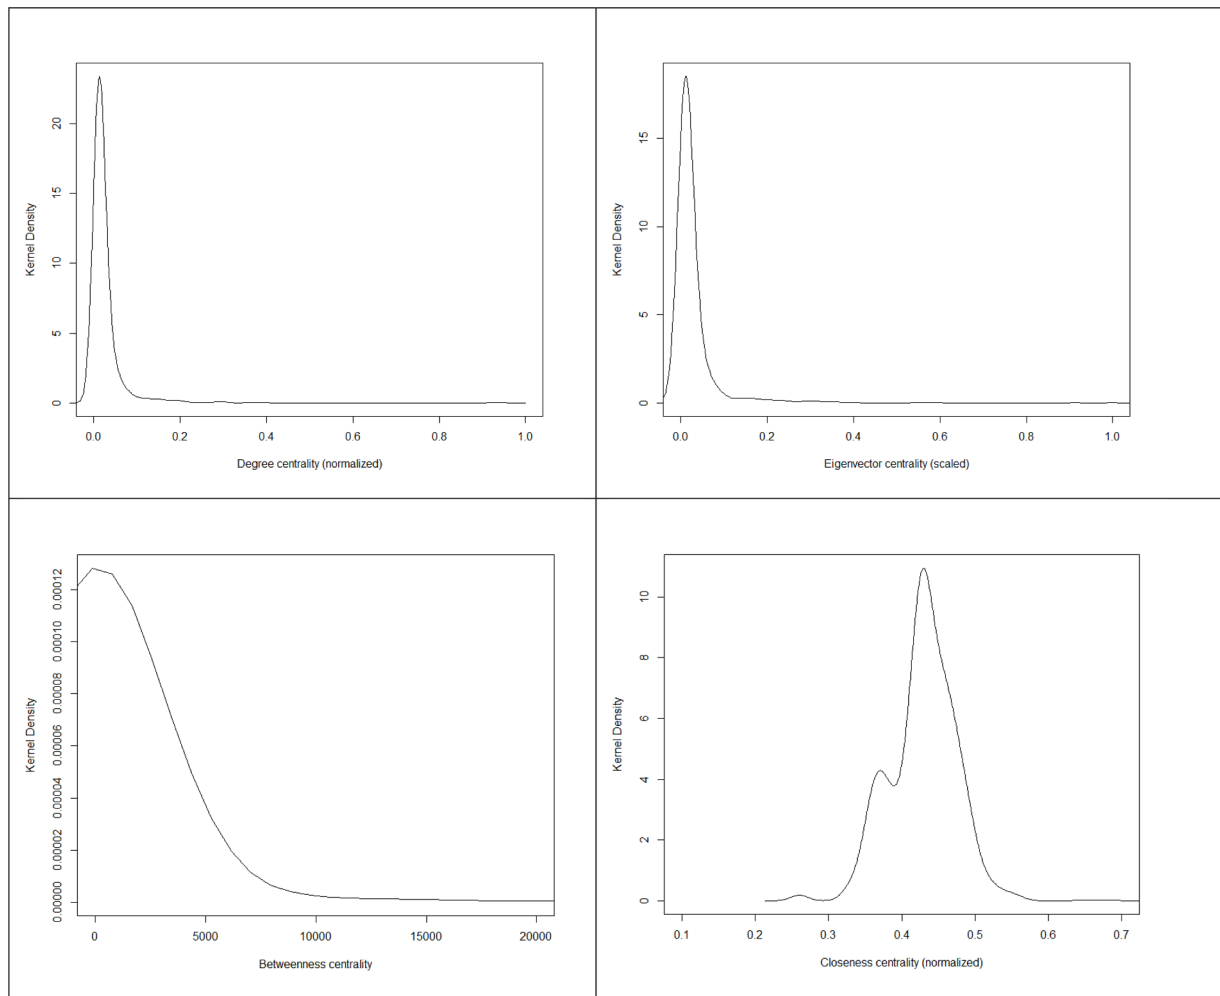 Kernel Density
20
15
10
5
0
0.0 0.2 0.4 0.6 0.8 1.0
Degree centrality (normalized)
Kernel Density
15
10
5
0
0.0 0.2 0.4 0.6 0.8 1.0
Eigenvector centrality (scaled)
Kernel Density
0.00012
0.00010
0.00008
0.00006
0.00004
0.00002
0.00000
0 5000 10000 15000 20000
Betweenness centrality
Kernel Density
10
8
6
4
2
0
0.1 0.2 0.3 0.4 0.5 0.6 0.7
Closeness centrality (normalized)